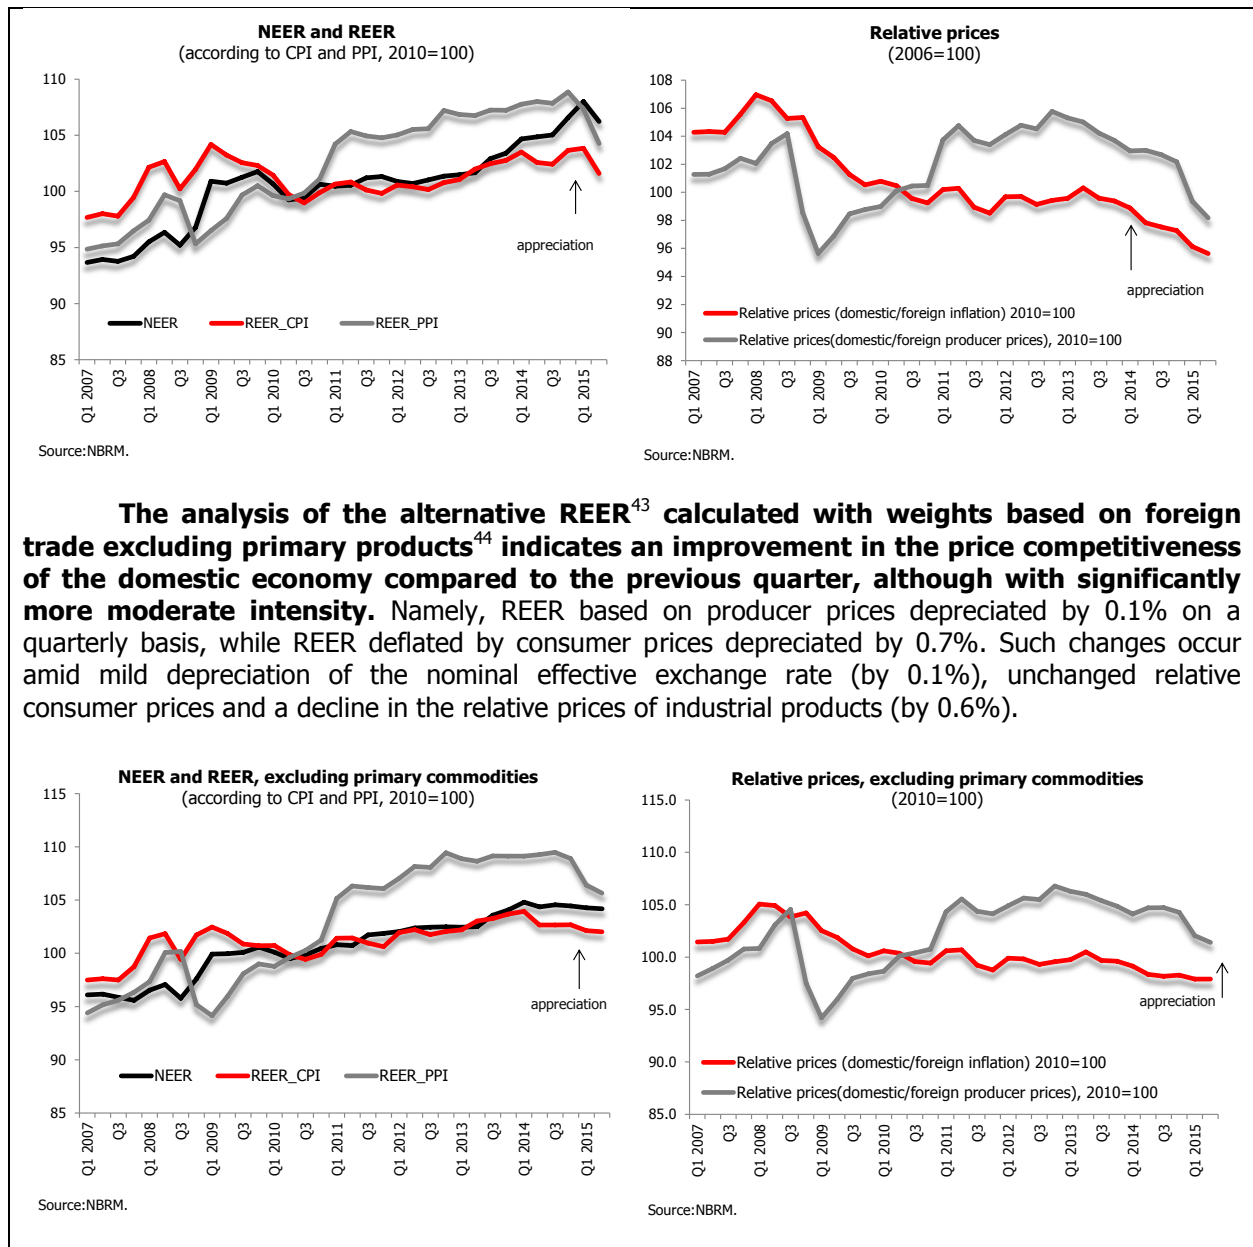 NEER and REER
(according to CPI and PPI, 2010=100)
110
105
100
95
90
85
appreciation
NEER
REER_CPI
REER_PPI
Q1 2007
Q3
Q1 2008
Q3
Q1 2009
Q3
Q1 2010
Q3
Q1 2011
Q3
Q1 2012
Q3
Q1 2013
Q3
Q1 2014
Q3
Q1 2015
Source:NBRM.
Relative prices
(2006=100)
108
106
104
102
100
98
96
94
92
90
88
appreciation
Relative prices (domestic/foreign inflation) 2010=100
Relative prices(domestic/foreign producer prices), 2010=100
Q1 2007
Q3
Q1 2008
Q3
Q1 2009
Q3
Q1 2010
Q3
Q1 2011
Q3
Q1 2012
Q3
Q1 2013
Q3
Q1 2014
Q3
Q1 2015
Source:NBRM.
The analysis of the alternative REER43 calculated with weights based on foreign
trade excluding primary products44 indicates an improvement in the price competitiveness
of the domestic economy compared to the previous quarter, although with significantly
more moderate intensity. Namely, REER based on producer prices depreciated by 0.1% on a
quarterly basis, while REER deflated by consumer prices depreciated by 0.7%. Such changes occur
amid mild depreciation of the nominal effective exchange rate (by 0.1%), unchanged relative
consumer prices and a decline in the relative prices of industrial products (by 0.6%).
NEER and REER, excluding primary commodities
(according to CPI and PPI, 2010=100)
115
110
105
100
95
90
85
appreciation
NEER
REER_CPI
REER_PPI
Q1 2007
Q3
Q1 2008
Q3
Q1 2009
Q3
Q1 2010
Q3
Q1 2011
Q3
Q1 2012
Q3
Q1 2013
Q3
Q1 2014
Q3
Q1 2015
Source:NBRM.
Relative prices, excluding primary commodities
(2010=100)
115.0
110.0
105.0
100.0
95.0
90.0
85.0
appreciation
Relative prices (domestic/foreign inflation) 2010=100
Relative prices(domestic/foreign producer prices), 2010=100
Q1 2007
Q3
Q1 2008
Q3
Q1 2009
Q3
Q1 2010
Q3
Q1 2011
Q3
Q1 2012
Q3
Q1 2013
Q3
Q1 2014
Q3
Q1 2015
Source:NBRM.